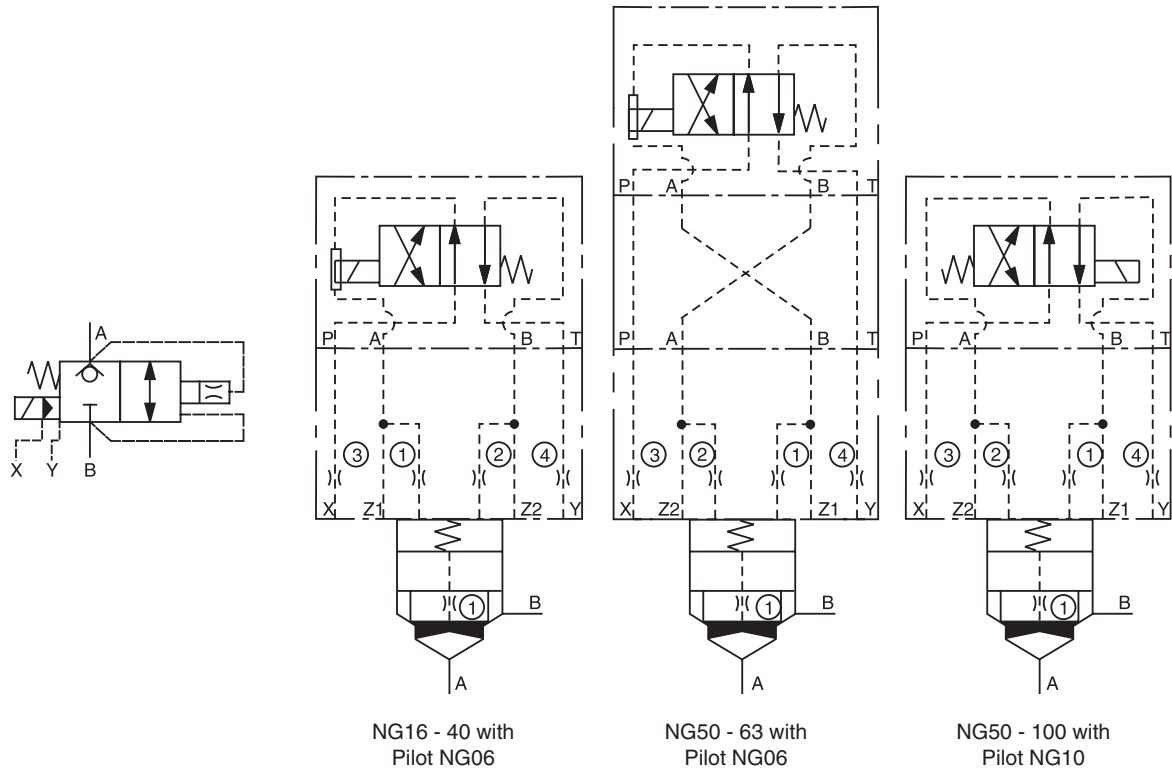 A
X Y B
P A B T
3 1 2 4
X Z1 Z2 Y
1 B
A
NG16 - 40 with
Pilot NG06
P A B T
P A B T
3 2 1 4
X Z2 Z1 Y
1 B
A
NG50 - 63 with
Pilot NG06
P A B T
3 2 1 4
X Z2 Z1 Y
1 B
A
NG50 - 100 with
Pilot NG10